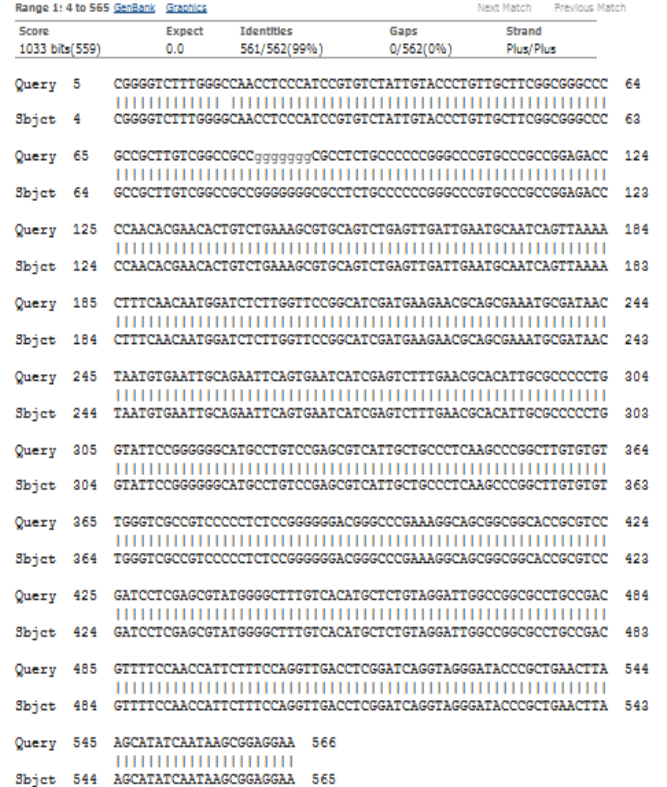 Range 1: 4 to 565 GenBank Graphics Next Match Previous Match
Score Expect Identities Gaps Strand
1033 bits(559) 0.0 561/562(99%) 0/562(0%) Plus/Plus
Query 5 CGGGGTCTTTGGGCCAACCTCCCATCCGTGTCTATTGTACCCTGTTGCTTCGGCGGGCCC 64
||||||||||||| ||||||||||||||||||||||||||||||||||||||||||||||
Sbjct 4 CGGGGTCTTTGGGGCAACCTCCCATCCGTGTCTATTGTACCCTGTTGCTTCGGCGGGCCC 63
Query 65 GCCGCTTGTCGGCCGCCgggggggCGCCTCTGCCCCCCGGGCCCGTGCCCGCCGGAGACC 124
||||||||||||||||||||||||||||||||||||||||||||||||||||||||||||
Sbjct 64 GCCGCTTGTCGGCCGCCGGGGGGGCGCCTCTGCCCCCCGGGCCCGTGCCCGCCGGAGACC 123
Query 125 CCAACACGAACACTGTCTGAAAGCGTGCAGTCTGAGTTGATTGAATGCAATCAGTTAAAA 184
||||||||||||||||||||||||||||||||||||||||||||||||||||||||||||
Sbjct 124 CCAACACGAACACTGTCTGAAAGCGTGCAGTCTGAGTTGATTGAATGCAATCAGTTAAAA 183
Query 185 CTTTCAACAATGGATCTCTTGGTTCCGGCATCGATGAAGAACGCAGCGAAATGCGATAAC 244
||||||||||||||||||||||||||||||||||||||||||||||||||||||||||||
Sbjct 184 CTTTCAACAATGGATCTCTTGGTTCCGGCATCGATGAAGAACGCAGCGAAATGCGATAAC 243
Query 245 TAATGTGAATTGCAGAATTCAGTGAATCATCGAGTCTTTGAACGCACATTGCGCCCCCTG 304
||||||||||||||||||||||||||||||||||||||||||||||||||||||||||||
Sbjct 244 TAATGTGAATTGCAGAATTCAGTGAATCATCGAGTCTTTGAACGCACATTGCGCCCCCTG 303
Query 305 GTATTCCGGGGGGCATGCCTGTCCGAGCGTCATTGCTGCCCTCAAGCCCGGCTTGTGTGT 364
||||||||||||||||||||||||||||||||||||||||||||||||||||||||||||
Sbjct 304 GTATTCCGGGGGGCATGCCTGTCCGAGCGTCATTGCTGCCCTCAAGCCCGGCTTGTGTGT 363
Query 365 TGGGTCGCCGTCCCCCTCTCCGGGGGGACGGGCCCGAAAGGCAGCGGCGGCACCGCGTCC 424
||||||||||||||||||||||||||||||||||||||||||||||||||||||||||||
Sbjct 364 TGGGTCGCCGTCCCCCTCTCCGGGGGGACGGGCCCGAAAGGCAGCGGCGGCACCGCGTCC 423
Query 425 GATCCTCGAGCGTATGGGGCTTTGTCACATGCTCTGTAGGATTGGCCGGCGCCTGCCGAC 484
||||||||||||||||||||||||||||||||||||||||||||||||||||||||||||
Sbjct 424 GATCCTCGAGCGTATGGGGCTTTGTCACATGCTCTGTAGGATTGGCCGGCGCCTGCCGAC 483
Query 485 GTTTTCCAACCATTCTTTCCAGGTTGACCTCGGATCAGGTAGGGATACCCGCTGAACTTA 544
||||||||||||||||||||||||||||||||||||||||||||||||||||||||||||
Sbjct 484 GTTTTCCAACCATTCTTTCCAGGTTGACCTCGGATCAGGTAGGGATACCCGCTGAACTTA 543
Query 545 AGCATATCAATAAGCGGAGGAA 566
||||||||||||||||||||||
Sbjct 544 AGCATATCAATAAGCGGAGGAA 565